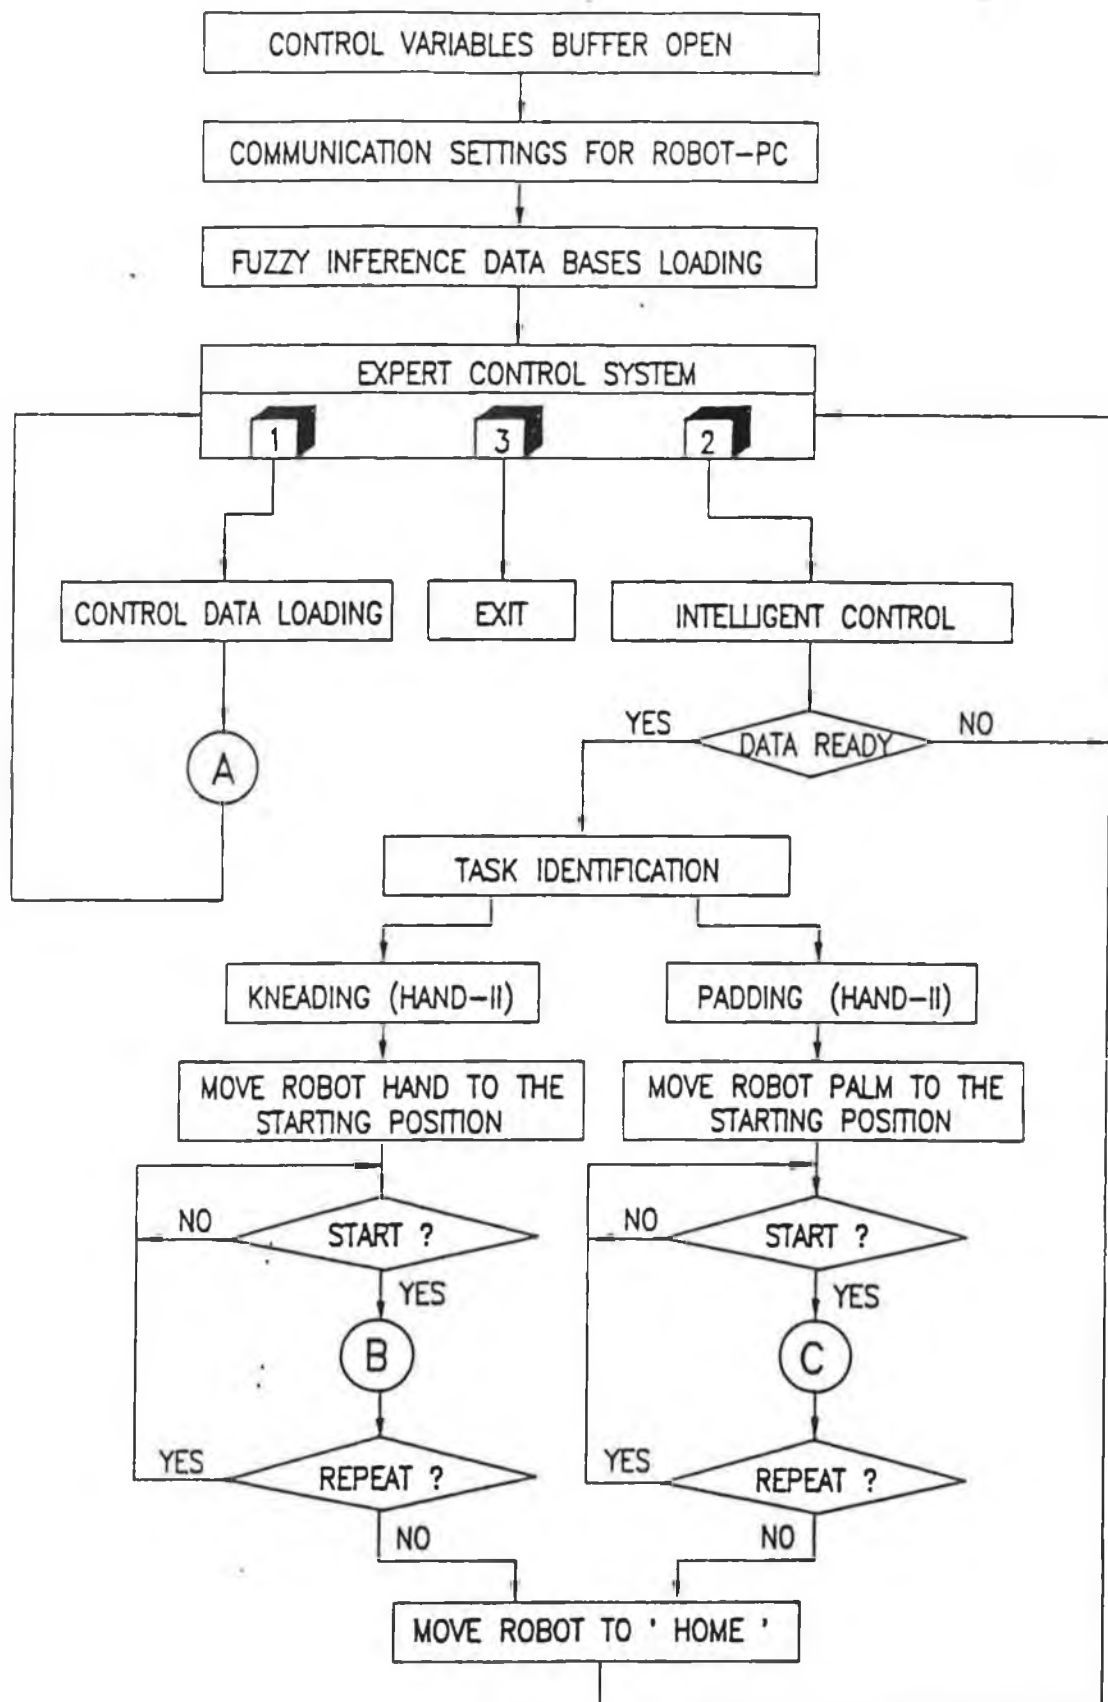 CONTROL VARIABLES BUFFER OPEN
COMMUNICATION SETTINGS FOR ROBOT-PC
FUZZY INFERENCE DATA BASES LOADING
EXPERT CONTROL SYSTEM
1 3 2
CONTROL DATA LOADING
EXIT
INTELLIGENT CONTROL
YES
DATA READY
NO
A
TASK IDENTIFICATION
KNEADING (HAND-II)
PADDING (HAND-II)
MOVE ROBOT HAND TO THE
STARTING POSITION
MOVE ROBOT PALM TO THE
STARTING POSITION
NO
START ?
YES
NO
START ?
YES
B
C
YES
REPEAT ?
NO
YES
REPEAT ?
NO
MOVE ROBOT TO ' HOME '